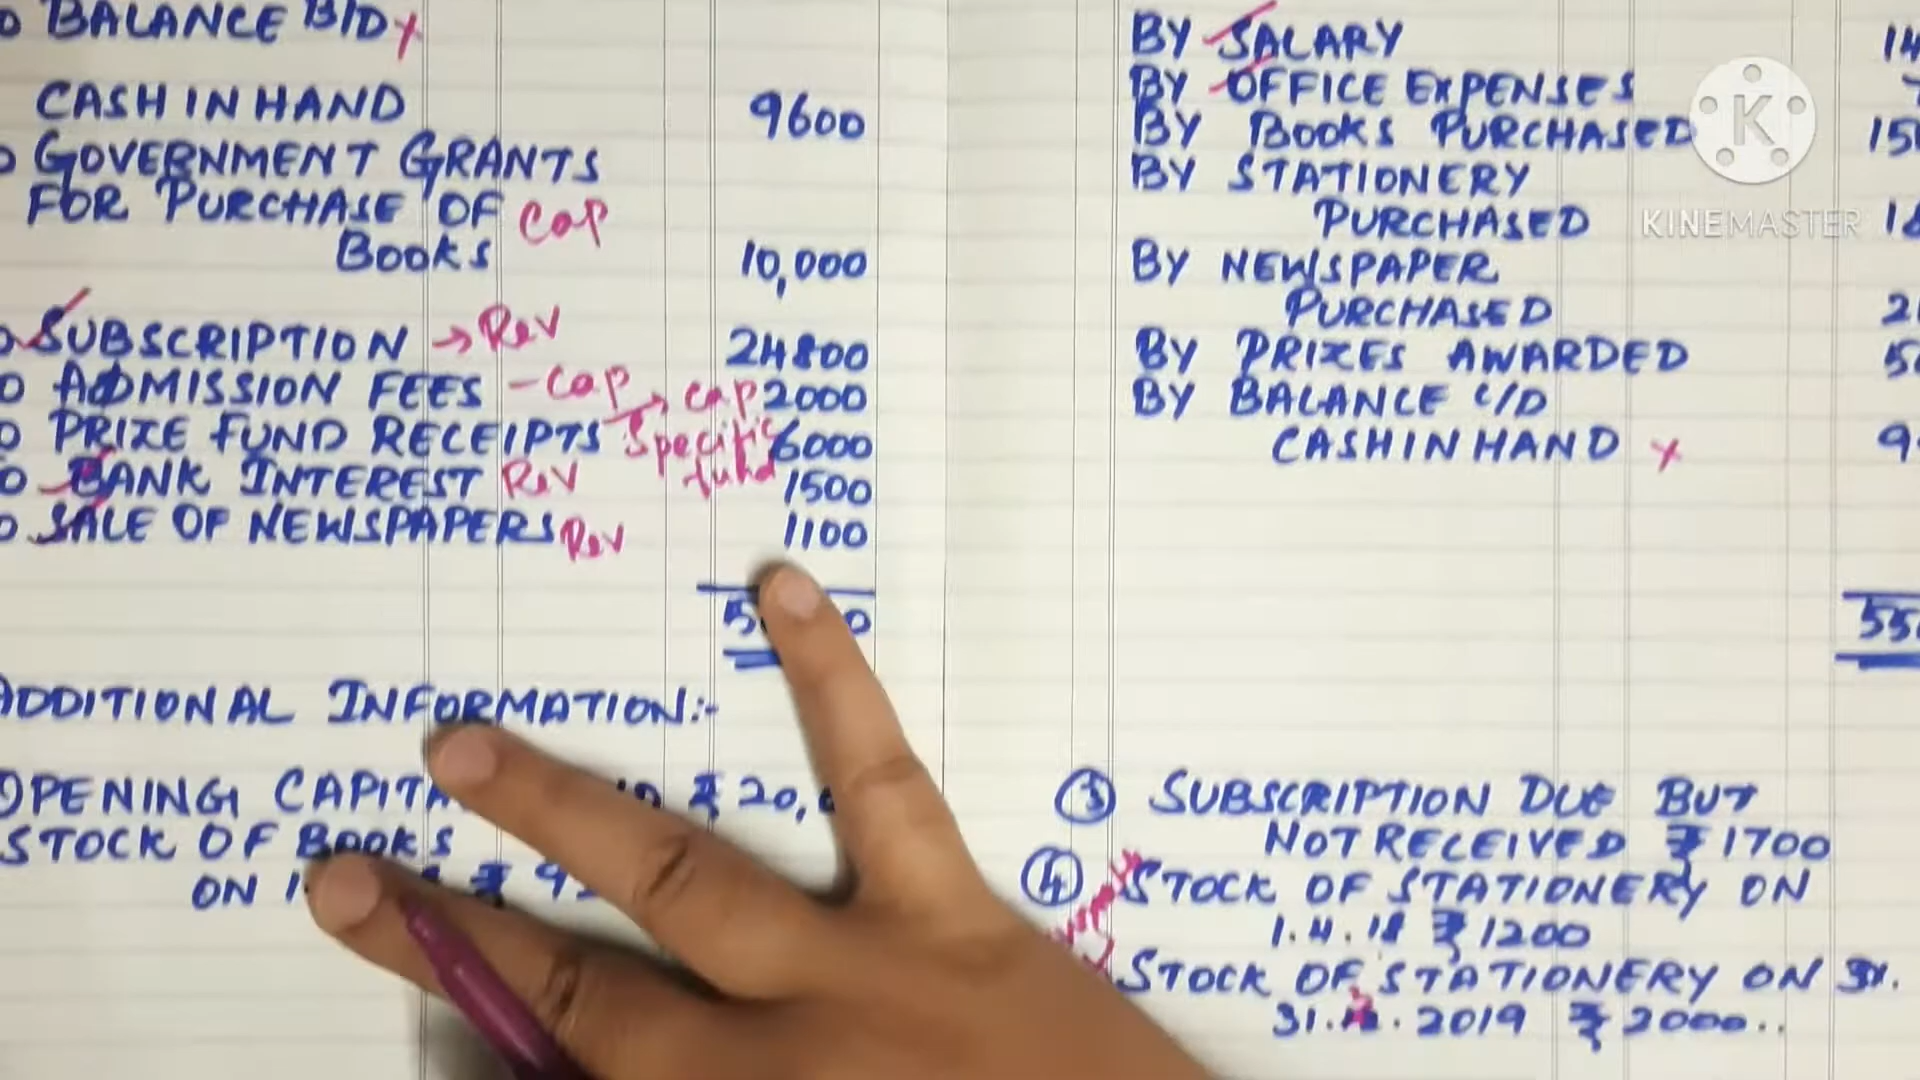 BALANCE B/D x
CASH IN HAND 9600
GOVERNMENT GRANTS
FOR PURCHASE OF Cap
BOOKS 10,000
SUBSCRIPTION → Rev 24800
ADMISSION FEES - Cap 2000
PRIZE FUND RECEIPTS → Cap Specific fund 6000
BANK INTEREST Rev 1500
SALE OF NEWSPAPERS Rev 1100
ADDITIONAL INFORMATION:-
OPENING ₹ 20,
STOCK OF BOOKS
ON ₹
BY SALARY
BY OFFICE EXPENSES
BY BOOKS PURCHASED
BY STATIONERY
PURCHASED
BY NEWSPAPER
PURCHASED
BY PRIZES AWARDED
BY BALANCE C/D
CASH IN HAND x
K
KINEMASTER
③ SUBSCRIPTION DUE BUT
NOT RECEIVED ₹ 1700
④ STOCK OF STATIONERY ON
1.4.18 ₹ 1200
STOCK OF STATIONERY ON
2019 ₹ 2000..